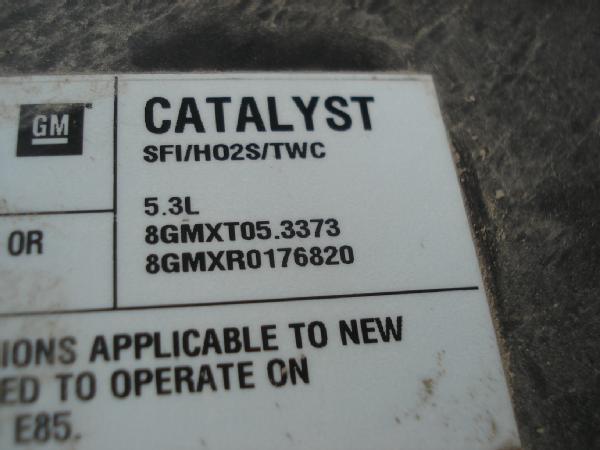 GM
CATALYST
SFI/HO2S/TWC
5.3L
OR
8GMXT05.3373
8GMXR0176820
IONS APPLICABLE TO NEW
ED TO OPERATE ON
E85.